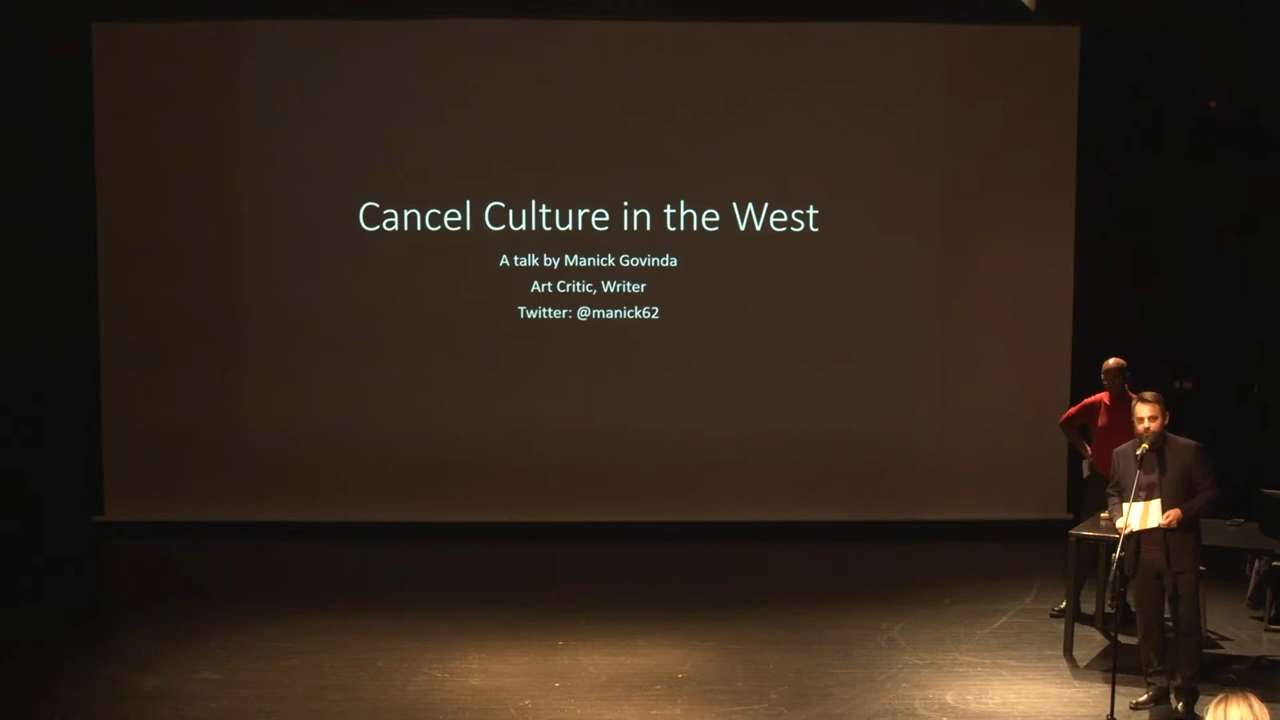 Cancel Culture in the West
A talk by Manick Govinda
Art Critic, Writer
Twitter: @manick62